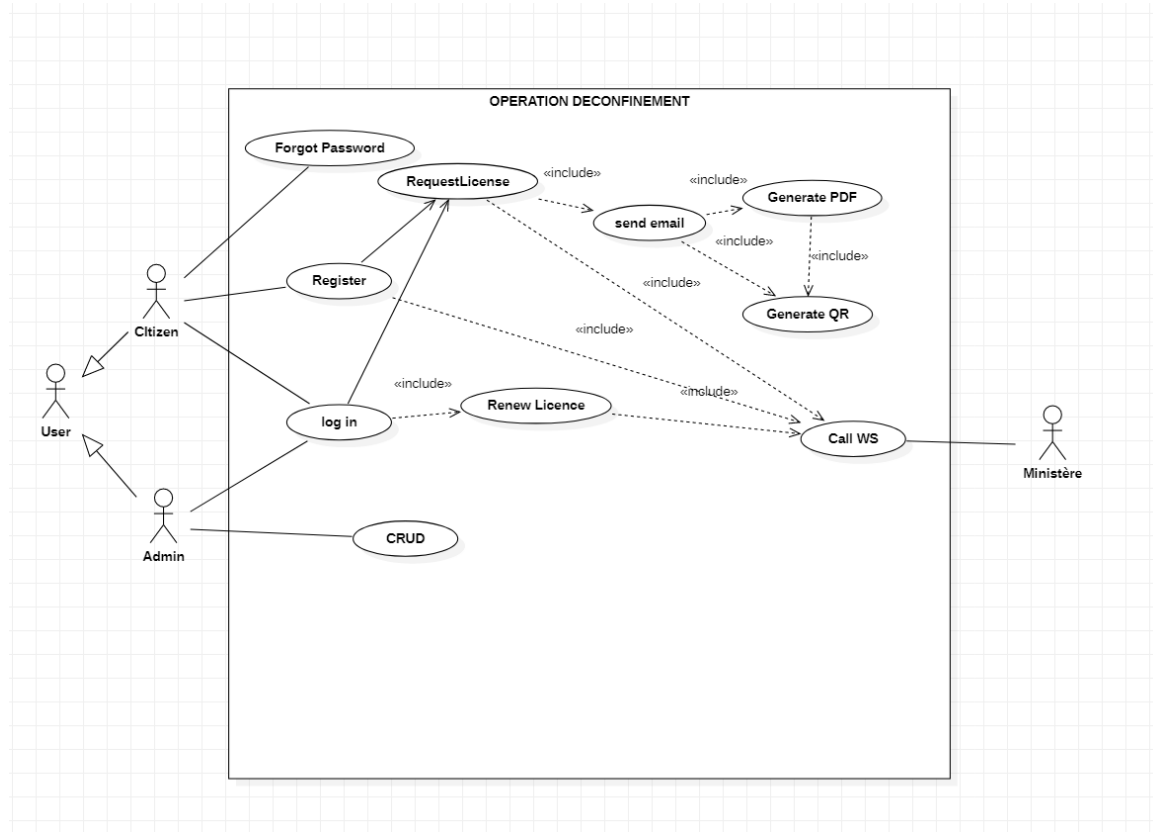 OPERATION DECONFINEMENT
Forgot Password
RequestLicense
«include»
«include»
Generate PDF
send email
«include»
«include»
Register
«include»
Generate QR
CItizen
«include»
User
«include»
«include»
Renew Licence
log in
Call WS
Ministère
Admin
CRUD